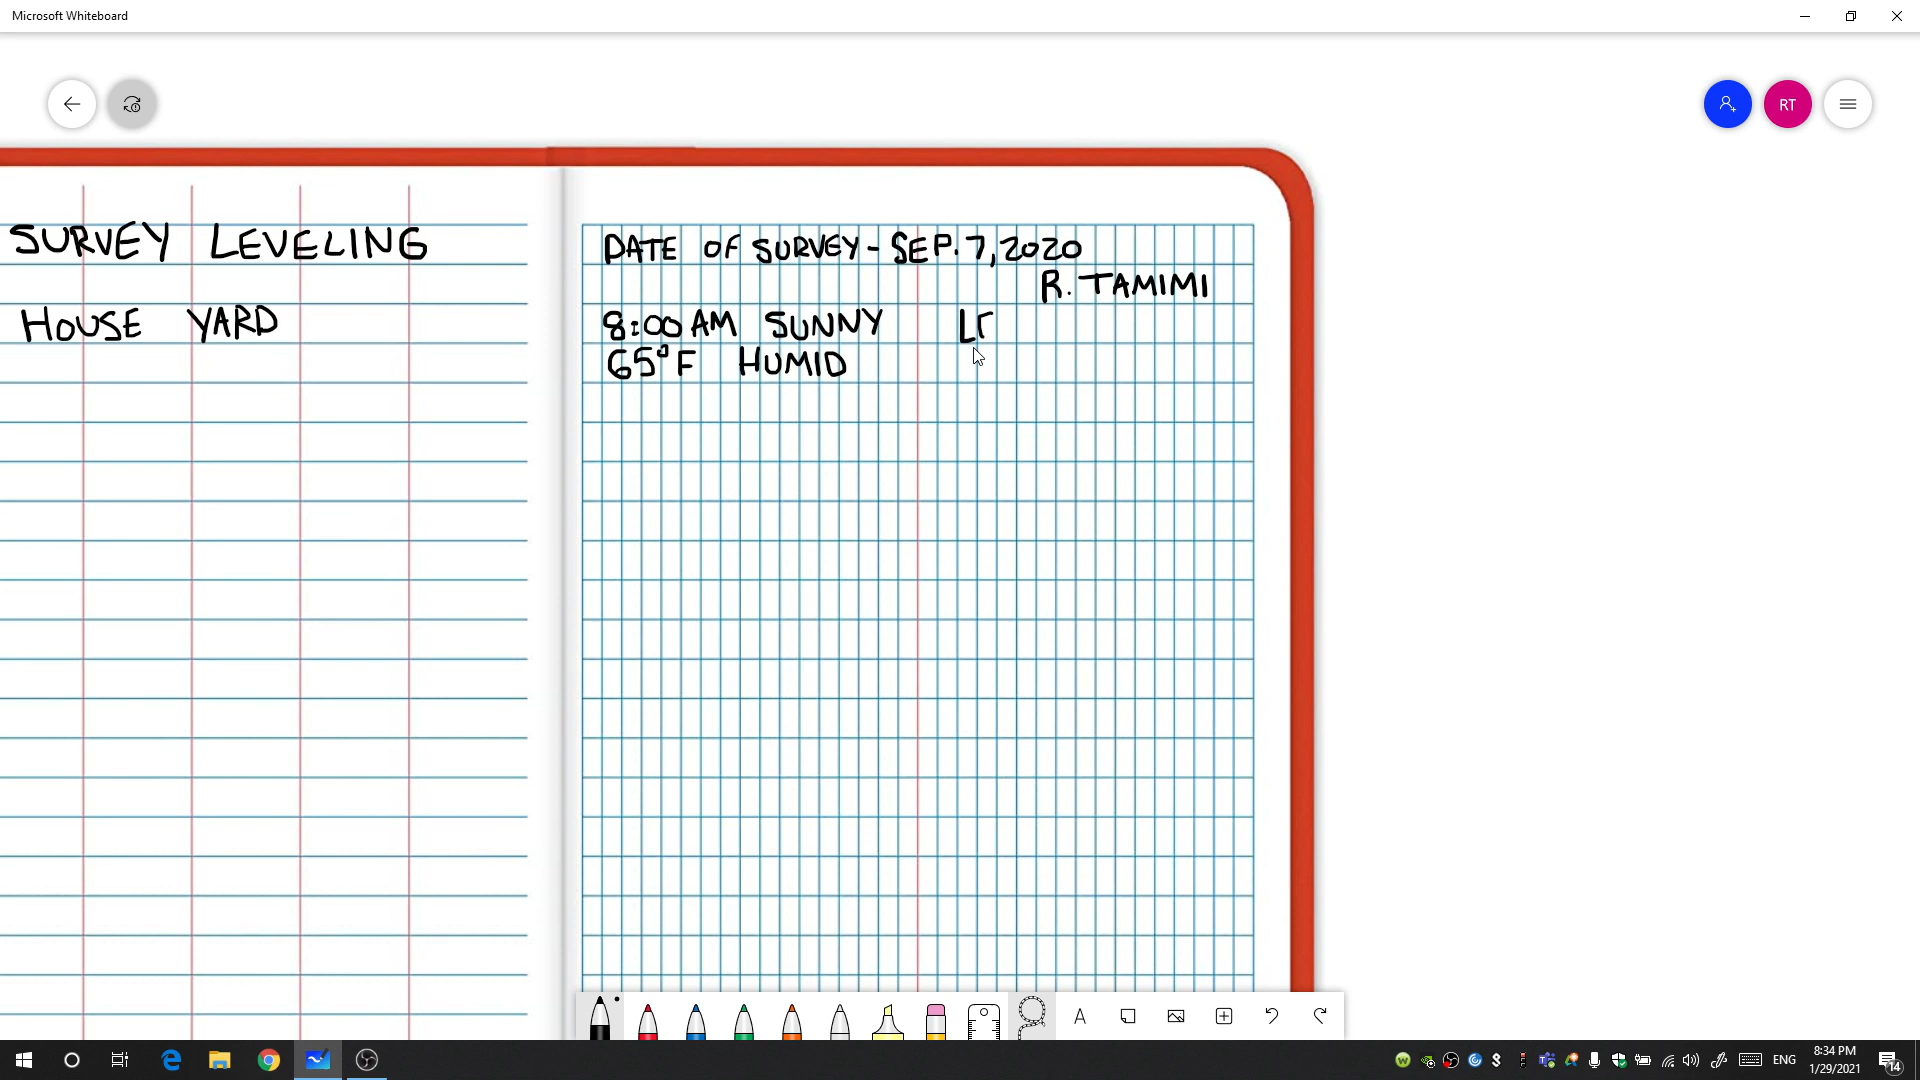 Microsoft Whiteboard
RT
SURVEY LEVELING
HOUSE YARD
DATE OF SURVEY - SEP. 7, 2020
R. TAMIMI
8:00 AM SUNNY
65°F HUMID
A
ENG
8:34 PM
1/29/2021
14